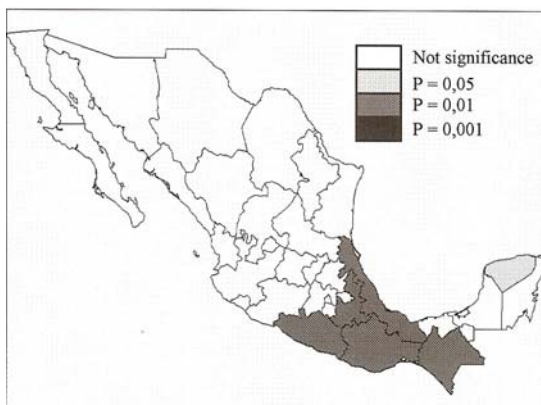 Not significance
P = 0,05
P = 0,01
P = 0,001